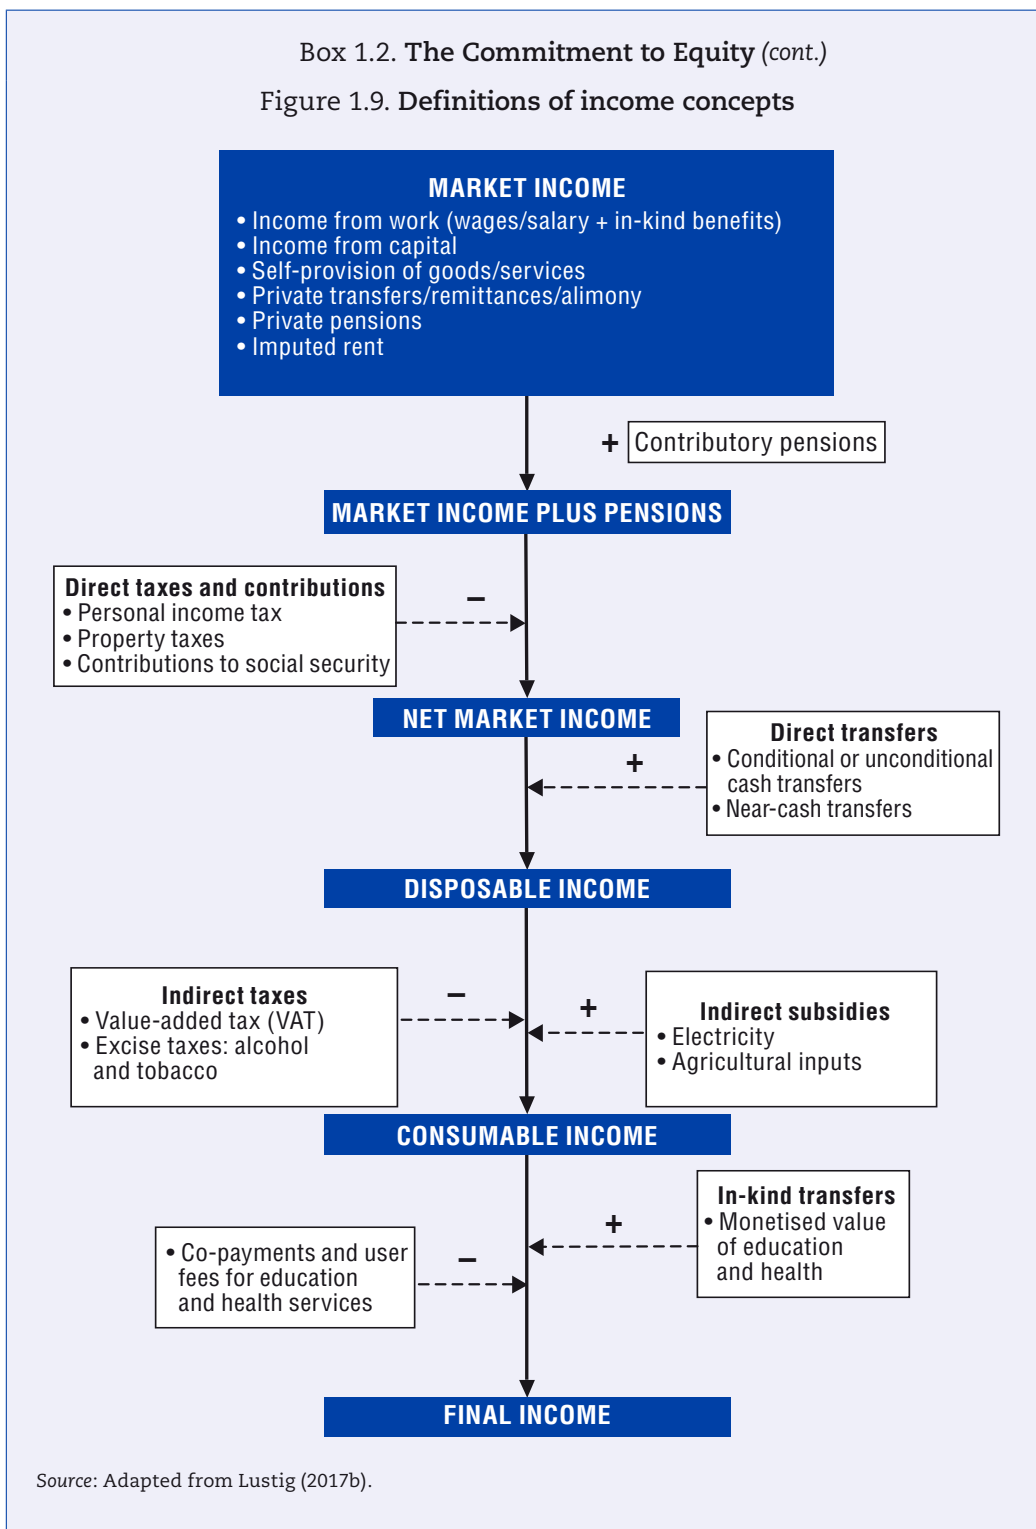 Box 1.2. The Commitment to Equity (cont.)
Figure 1.9. Definitions of income concepts
MARKET INCOME
• Income from work (wages/salary + in-kind benefits)
• Income from capital
• Self-provision of goods/services
• Private transfers/remittances/alimony
• Private pensions
• Imputed rent
+ Contributory pensions
MARKET INCOME PLUS PENSIONS
Direct taxes and contributions
• Personal income tax
• Property taxes
• Contributions to social security
−
NET MARKET INCOME
Direct transfers
• Conditional or unconditional
cash transfers
• Near-cash transfers
+
DISPOSABLE INCOME
Indirect taxes
• Value-added tax (VAT)
• Excise taxes: alcohol
and tobacco
−
+
Indirect subsidies
• Electricity
• Agricultural inputs
CONSUMABLE INCOME
In-kind transfers
• Monetised value
of education
and health
+
• Co-payments and user
fees for education
and health services
−
FINAL INCOME
Source: Adapted from Lustig (2017b).